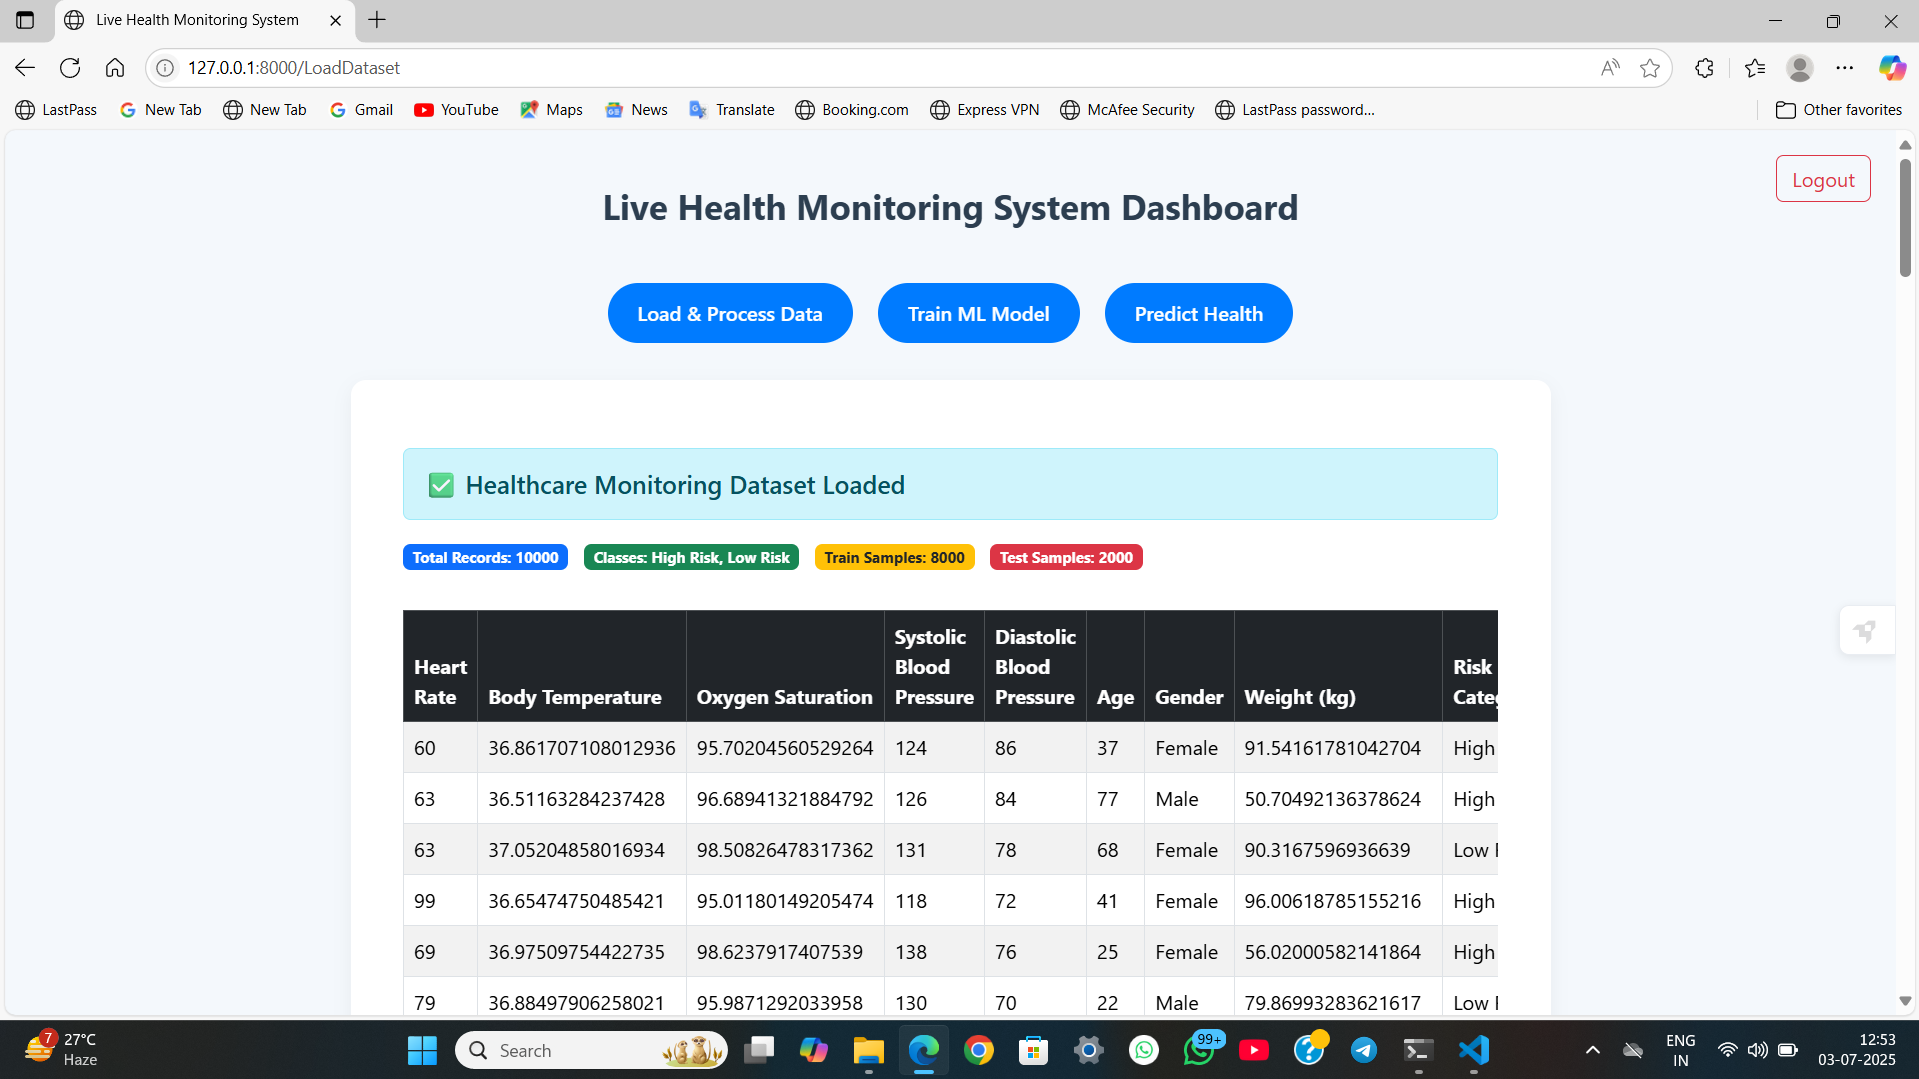 Live Health Monitoring System
127.0.0.1:8000/LoadDataset
LastPass New Tab New Tab Gmail YouTube Maps News Translate Booking.com Express VPN McAfee Security LastPass password... Other favorites
Logout
Live Health Monitoring System Dashboard
Load & Process Data Train ML Model Predict Health
Healthcare Monitoring Dataset Loaded
Total Records: 10000 Classes: High Risk, Low Risk Train Samples: 8000 Test Samples: 2000
Heart Rate Body Temperature Oxygen Saturation Systolic Blood Pressure Diastolic Blood Pressure Age Gender Weight (kg) Risk
60 36.861707108012936 95.70204560529264 124 86 37 Female 91.54161781042704 High
63 36.51163284237428 96.68941321884792 126 84 77 Male 50.70492136378624 High
63 37.05204858016934 98.50826478317362 131 78 68 Female 90.3167596936639 Low
99 36.65474750485421 95.01180149205474 118 72 41 Female 96.00618785155216 High
69 36.97509754422735 98.6237917407539 138 76 25 Female 56.02000582141864 High
79 36.88497906258021 95.9871292033958 130 70 22 Male 79.86993283621617 Low
7 27°C Haze
Search
99+
ENG IN
12:53
03-07-2025